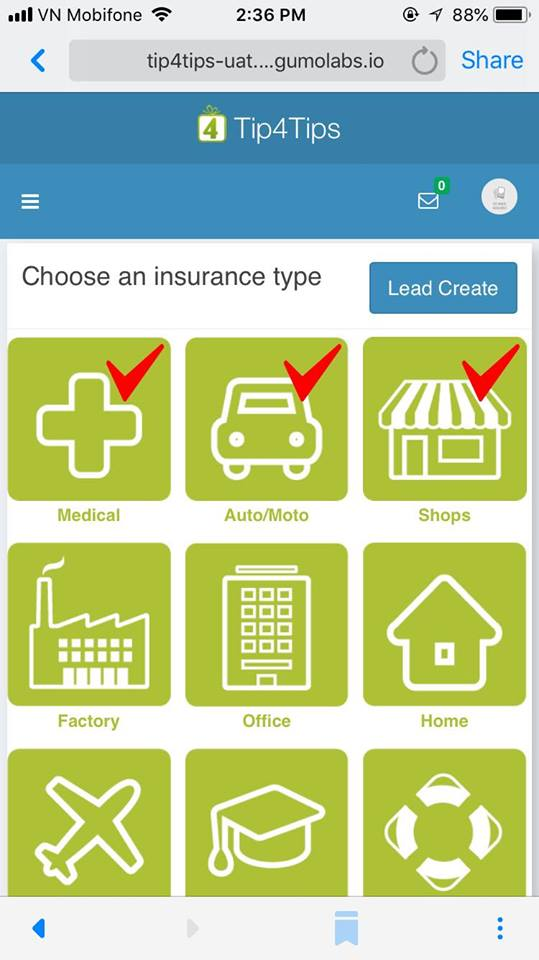 VN Mobifone 2:36 PM 88%
tip4tips-uat....gumolabs.io Share
4 Tip4Tips
0
Choose an insurance type
Lead Create
Medical Auto/Moto Shops
Factory Office Home